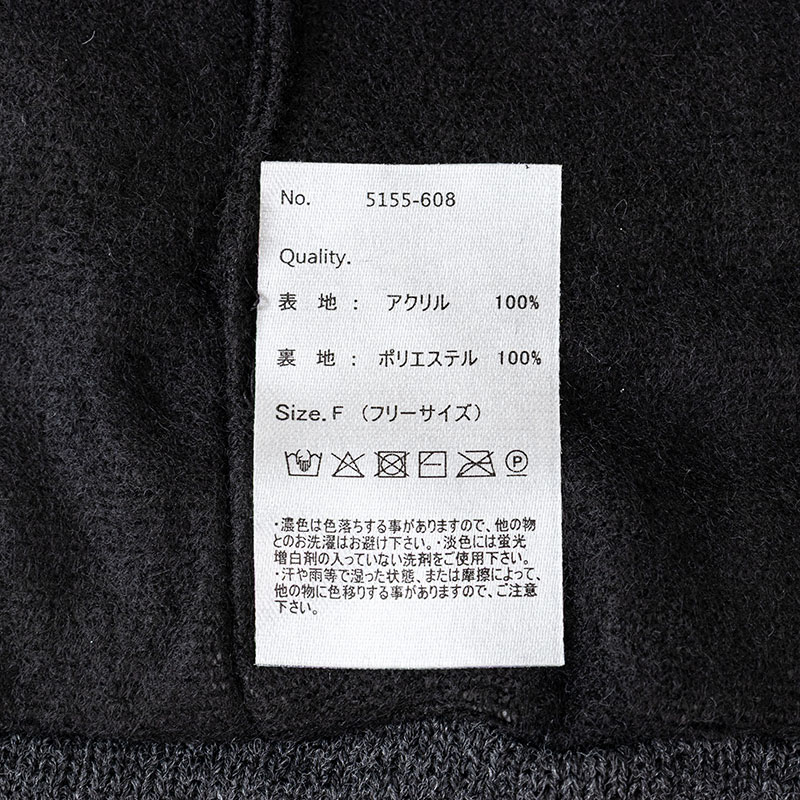 No. 5155-608
Quality.
表 地 : アクリル 100%
裏 地 : ポリエステル 100%
Size.F (フリーサイズ)
P
・濃色は色落ちする事がありますので、他の物
とのお洗濯はお避け下さい。・淡色には蛍光
増白剤の入っていない洗剤をご使用下さい。
・汗や雨等で湿った状態、または摩擦によって、
他の物に色移りする事がありますので、ご注意
下さい。